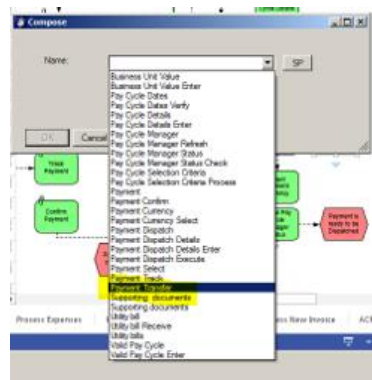 Compose
Name:
SP
Business Unit Value
Business Unit Value Enter
Pay Cycle Dates
Pay Cycle Dates Verify
Pay Cycle Details
Pay Cycle Details Enter
Pay Cycle Manager
Pay Cycle Manager Refresh
Pay Cycle Manager Status
Pay Cycle Manager Status Check
Pay Cycle Selection Criteria
Pay Cycle Selection Criteria Process
Payment
Payment Confirm
Payment Currency
Payment Currency Select
Payment Dispatch
Payment Dispatch Details
Payment Dispatch Details Enter
Payment Dispatch Execute
Payment Select
Payment Track
Payment Transfer
Supporting documents
Supporting documents
Utility bill
Utility bill Receive
Utility bills
Valid Pay Cycle
Valid Pay Cycle Enter
OK
Cancel
Track
Payment
Confirm
Payment
Payment is
ready to be
Dispatched
Process Expenses
ess New Invoice